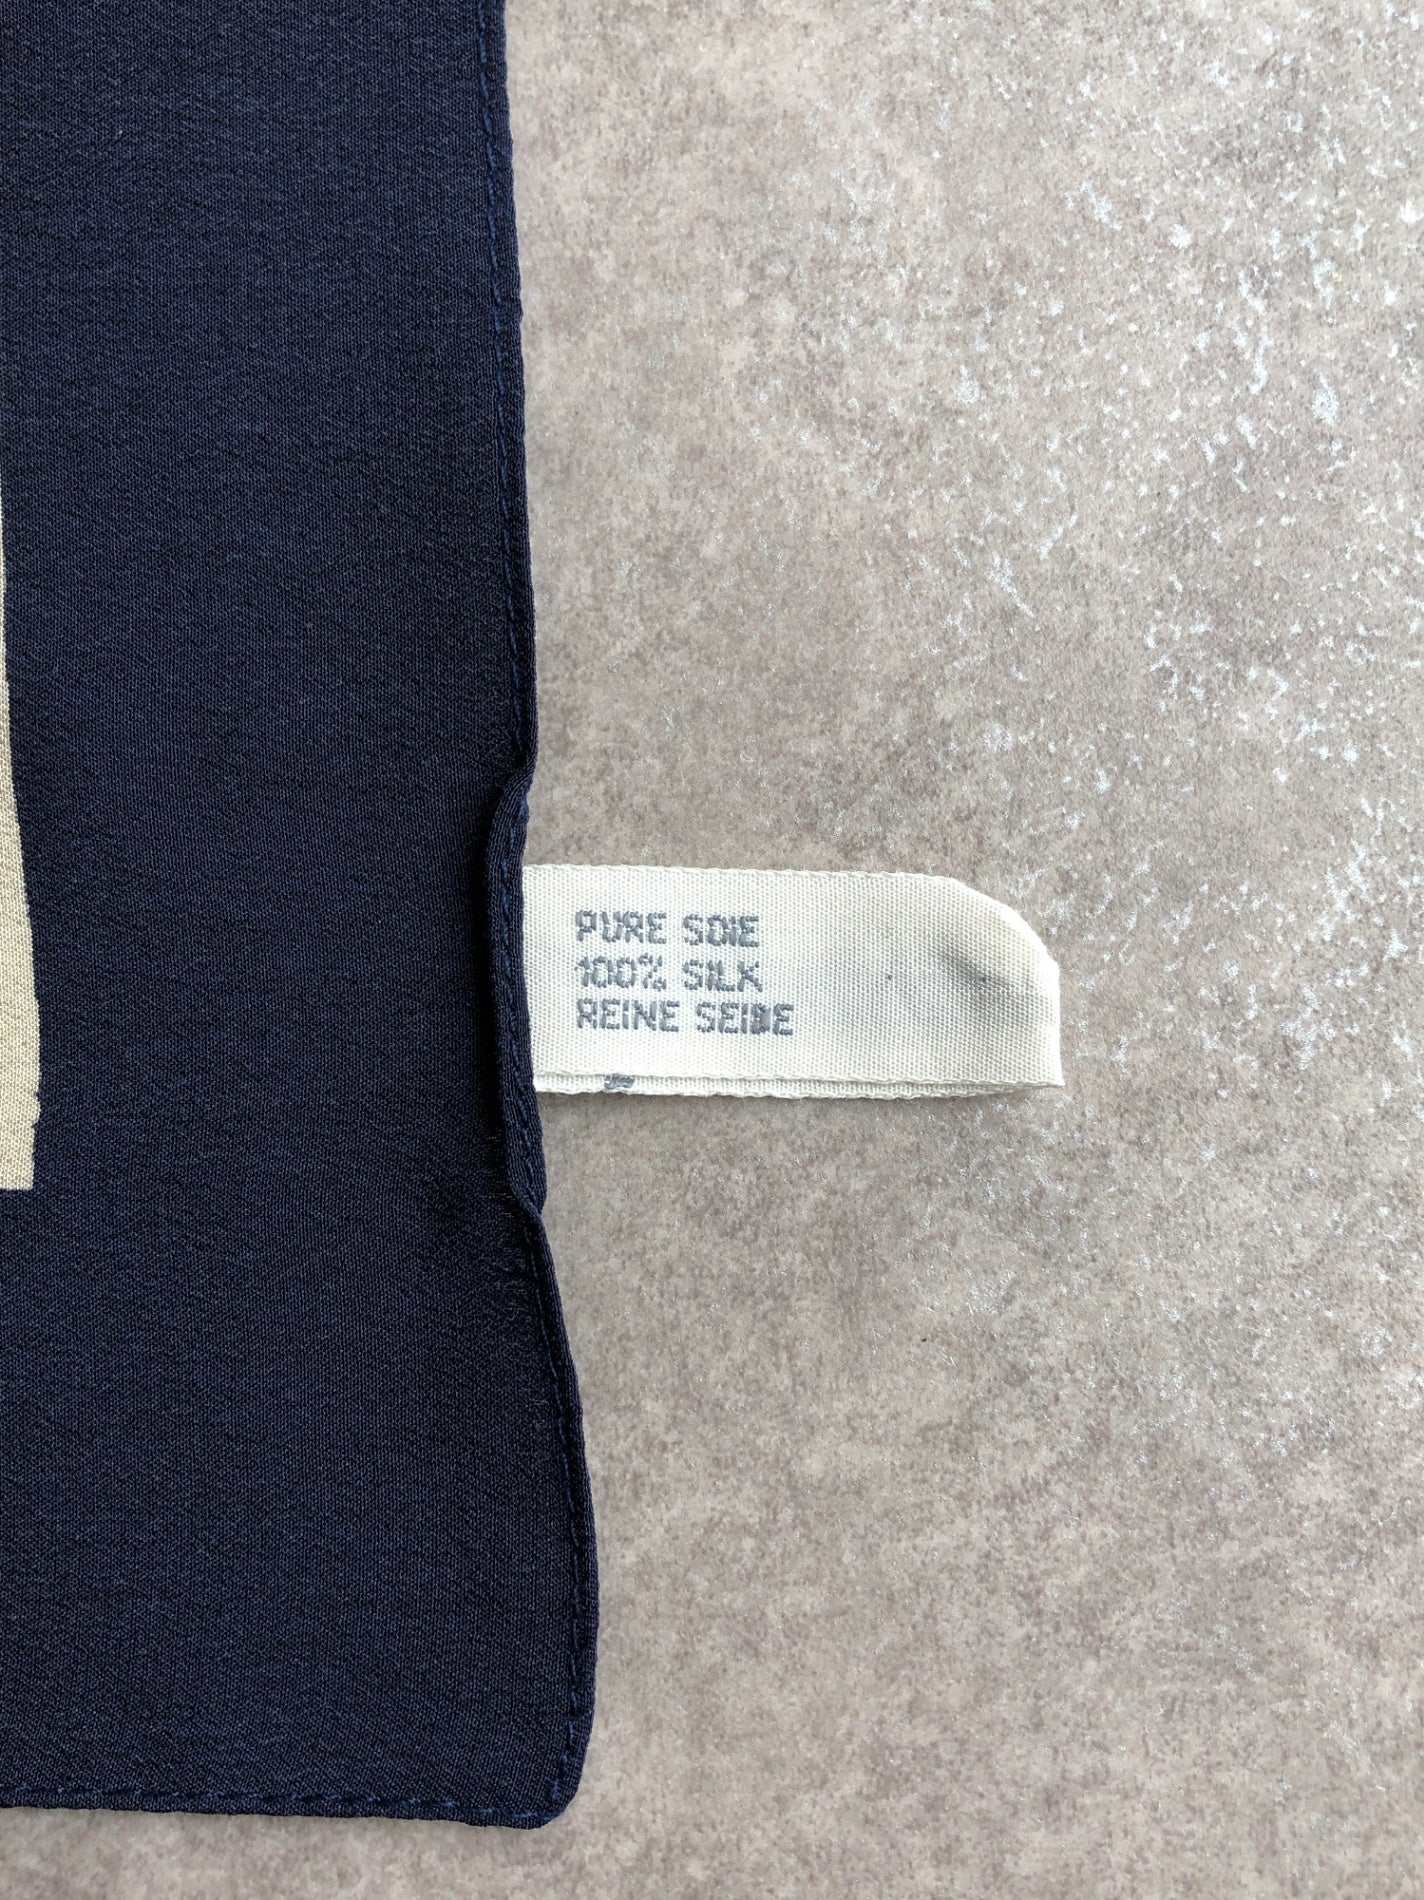 PURE SOIE
100% SILK
REINE SEIDE